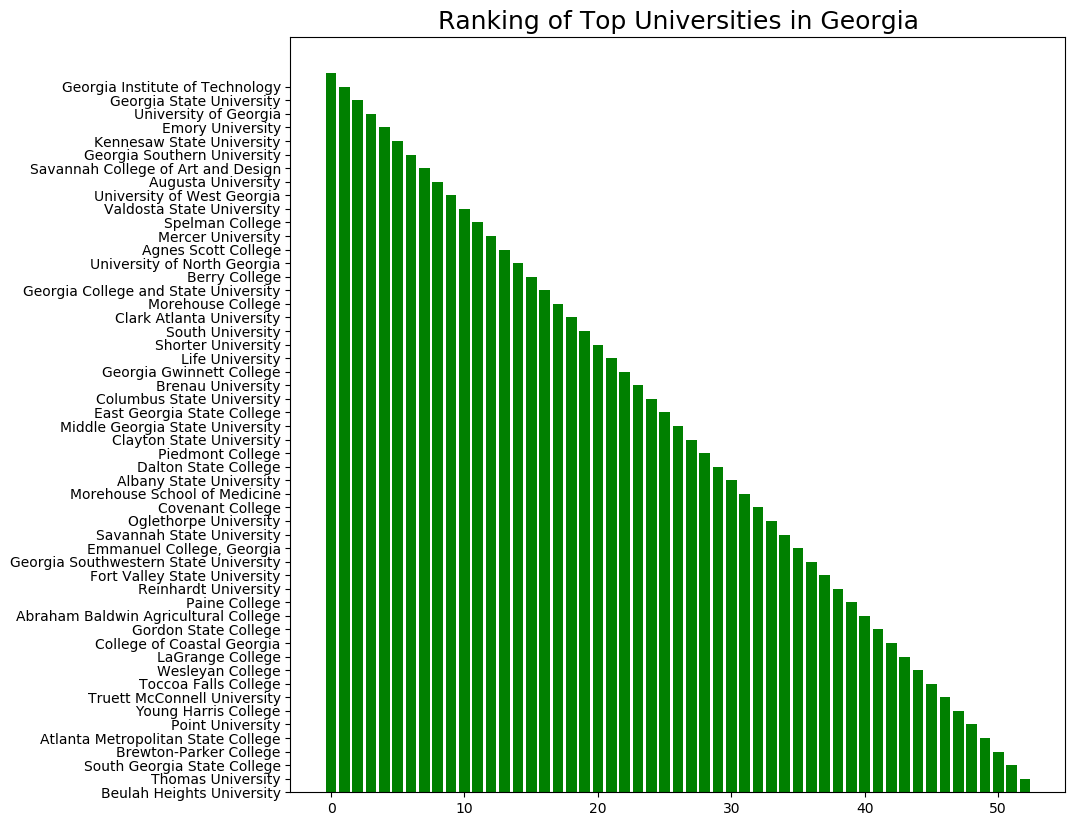 Ranking of Top Universities in Georgia
Georgia Institute of Technology
Georgia State University
University of Georgia
Emory University
Kennesaw State University
Georgia Southern University
Savannah College of Art and Design
Augusta University
University of West Georgia
Valdosta State University
Spelman College
Mercer University
Agnes Scott College
University of North Georgia
Berry College
Georgia College and State University
Morehouse College
Clark Atlanta University
South University
Shorter University
Life University
Georgia Gwinnett College
Brenau University
Columbus State University
East Georgia State College
Middle Georgia State University
Clayton State University
Piedmont College
Dalton State College
Albany State University
Morehouse School of Medicine
Covenant College
Oglethorpe University
Savannah State University
Emmanuel College, Georgia
Georgia Southwestern State University
Fort Valley State University
Reinhardt University
Paine College
Abraham Baldwin Agricultural College
Gordon State College
College of Coastal Georgia
LaGrange College
Wesleyan College
Toccoa Falls College
Truett McConnell University
Young Harris College
Point University
Atlanta Metropolitan State College
Brewton-Parker College
South Georgia State College
Thomas University
Beulah Heights University
0 10 20 30 40 50